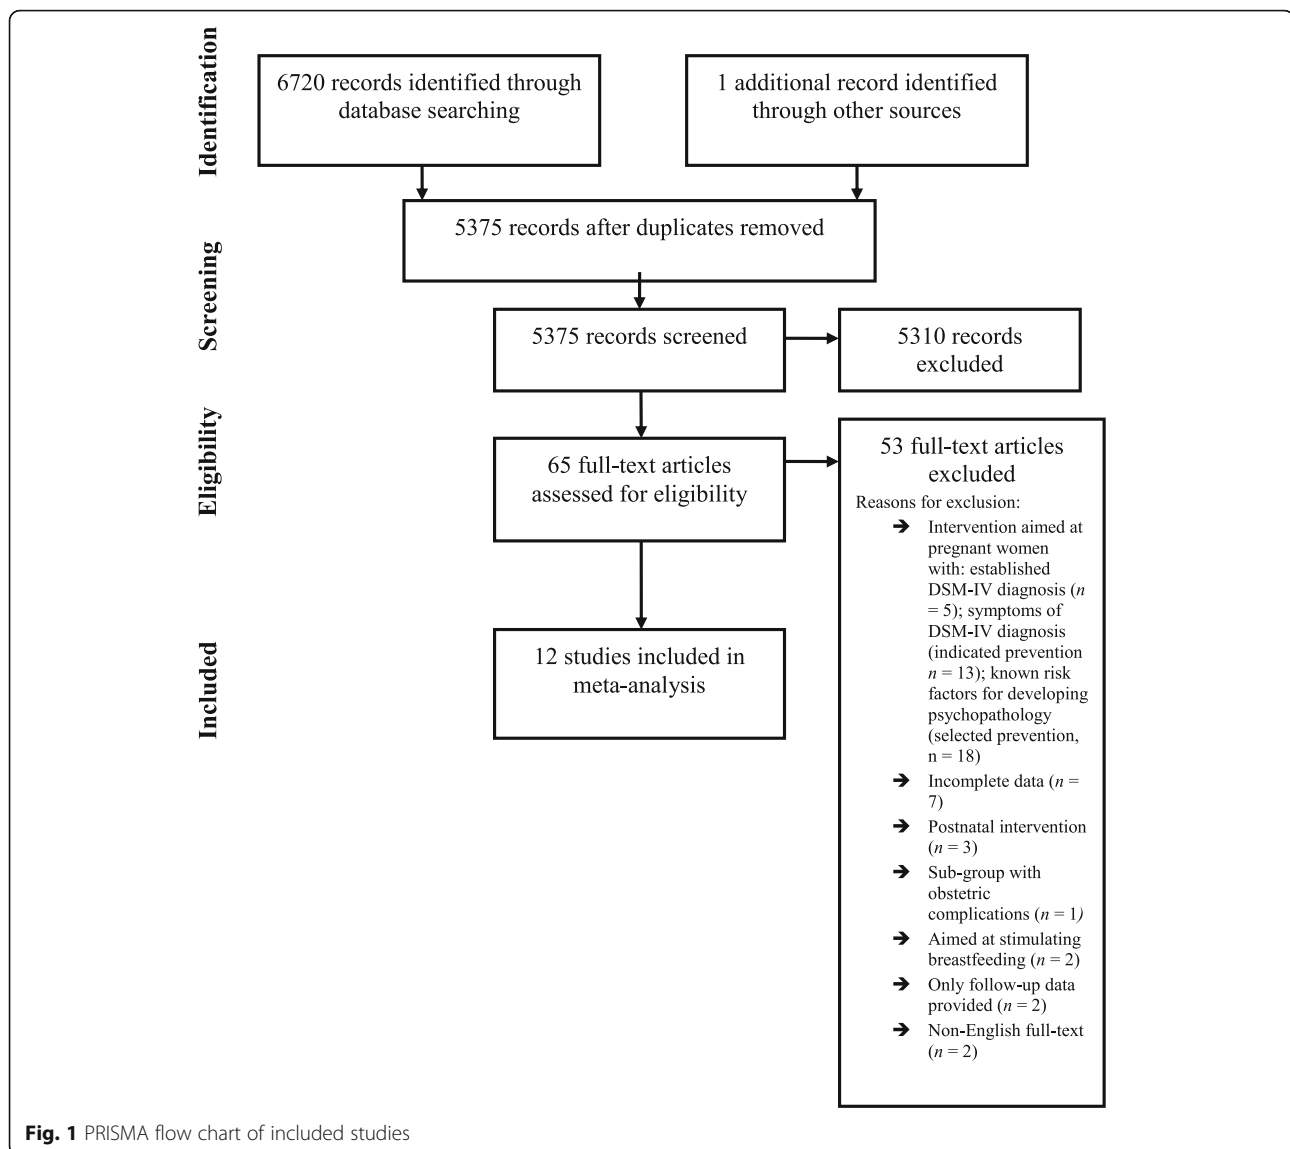 Identification
6720 records identified through
database searching
1 additional record identified
through other sources
5375 records after duplicates removed
Screening
5375 records screened
5310 records
excluded
Eligibility
65 full-text articles
assessed for eligibility
53 full-text articles
excluded
Reasons for exclusion:
➔ Intervention aimed at
pregnant women
with: established
DSM-IV diagnosis (n
= 5); symptoms of
DSM-IV diagnosis
(indicated prevention
n = 13); known risk
factors for developing
psychopathology
(selected prevention,
n = 18)
➔ Incomplete data (n =
7)
➔ Postnatal intervention
(n = 3)
➔ Sub-group with
obstetric
complications (n = 1)
➔ Aimed at stimulating
breastfeeding (n = 2)
➔ Only follow-up data
provided (n = 2)
➔ Non-English full-text
(n = 2)
Included
12 studies included in
meta-analysis
Fig. 1 PRISMA flow chart of included studies